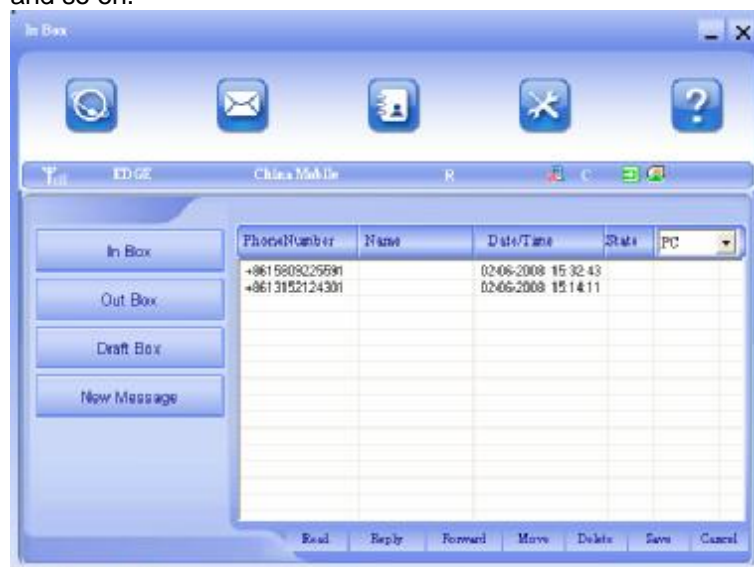 and so on.
In Box
EDGE China Mobile R C
In Box
Out Box
Draft Box
New Message
PhoneNumber Name Date/Time State PC
+8615809225591 02-06-2008 15:32:43
+8613152124301 02-06-2008 15:14:11
Read Reply Forward Move Delete Save Cancel